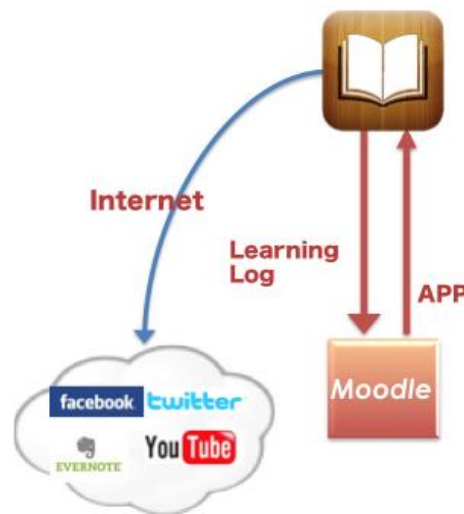 Internet
Learning
Log
APP
Moodle
facebook
twitter
EVERNOTE
YouTube